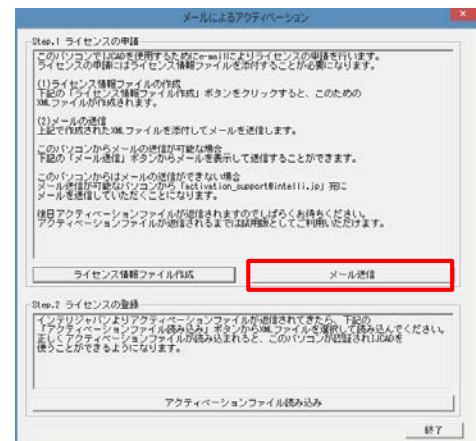 メールによるアクティベーション
Step.1 ライセンスの申請
このパソコンでIJCADを使用するためにe-mailによりライセンスの申請を行います。
ライセンスの申請にはライセンス情報ファイルを添付することが必要になります。
(1)ライセンス情報ファイルの作成
下記の「ライセンス情報ファイル作成」ボタンをクリックすると、このための
XMLファイルが作成されます。
(2)メールの送信
上記で作成されたXMLファイルを添付してメールを送信します。
このパソコンからメールの送信が可能な場合
下記の「メール送信」ボタンからメールを表示して送信することができます。
このパソコンからはメールの送信ができない場合
メール送信が可能なパソコンから「activation_support@intelli.jp」宛に
メールを送信していただくことになります。
後日アクティベーションファイルが返信されますのでしばらくお待ちください。
アクティベーションファイルが返信されるまでは試用版としてご利用いただけます。
ライセンス情報ファイル作成
メール送信
Step.2 ライセンスの登録
インテリジャパンよりアクティベーションファイルが返信されてきたら、下記の
「アクティベーションファイル読み込み」ボタンからXMLファイルを選択して読み込んでください。
正しくアクティベーションファイルが読み込まれると、このパソコンが認証されIJCADを
使うことができるようになります。
アクティベーションファイル読み込み
終了